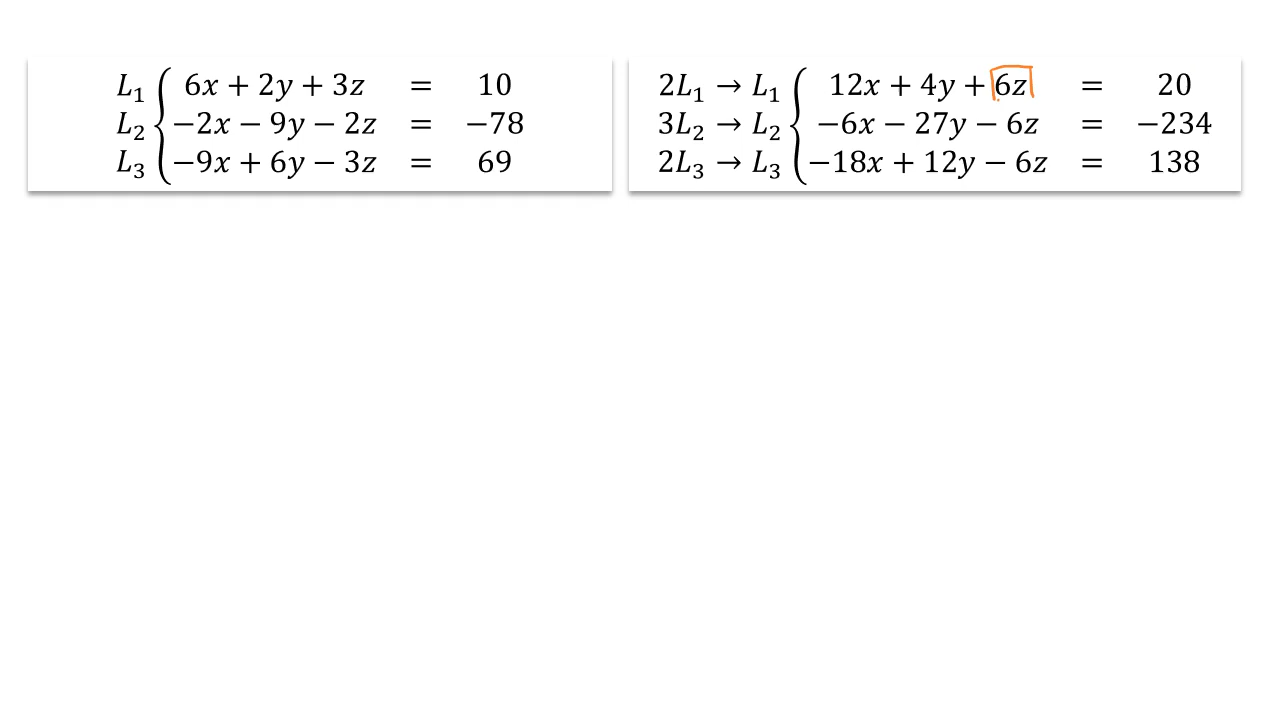 L₁ { 6x + 2y + 3z = 10
L₂ { −2x − 9y − 2z = −78
L₃ { −9x + 6y − 3z = 69
2L₁ → L₁ { 12x + 4y + 6z = 20
3L₂ → L₂ { −6x − 27y − 6z = −234
2L₃ → L₃ { −18x + 12y − 6z = 138